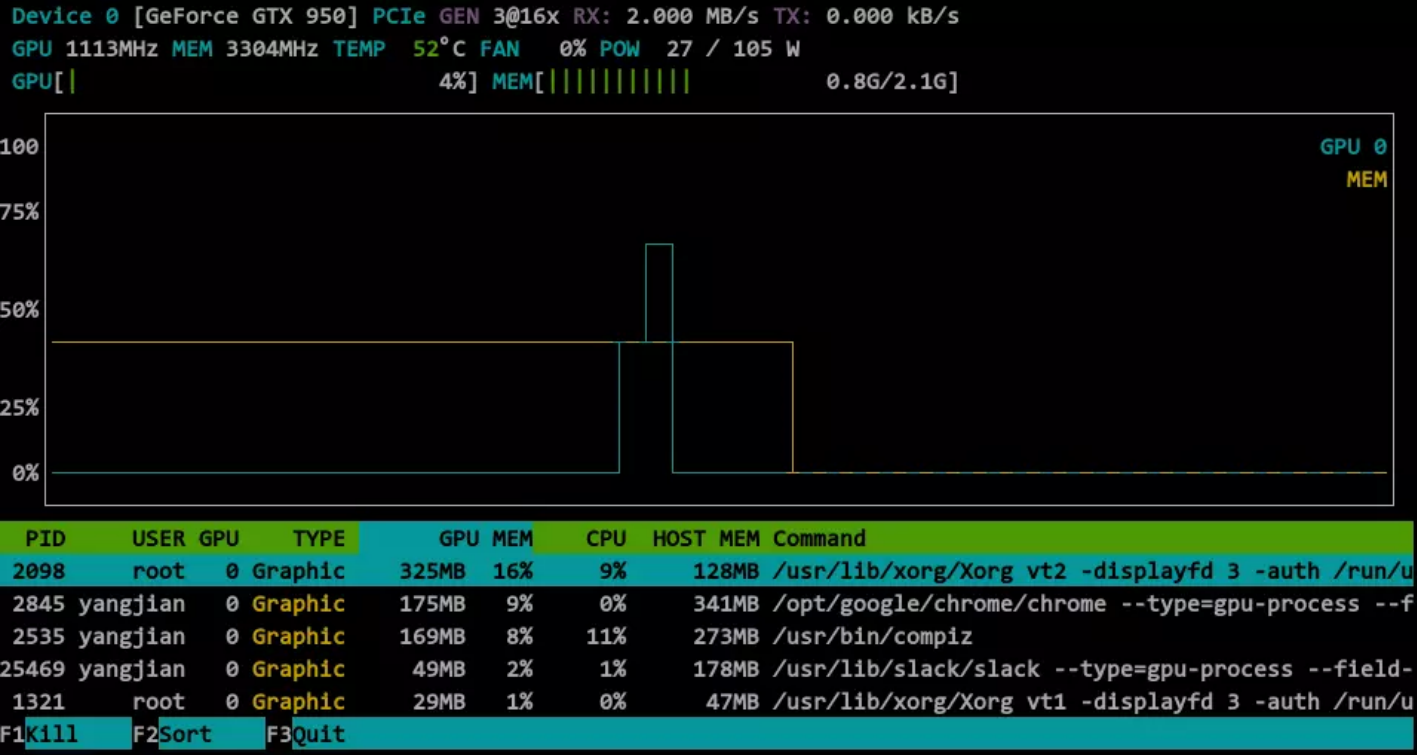 Device 0 [GeForce GTX 950] PCIe GEN 3@16x RX: 2.000 MB/s TX: 0.000 kB/s
GPU 1113MHz MEM 3304MHz TEMP 52°C FAN 0% POW 27 / 105 W
GPU[| 4%] MEM[||||||||||| 0.8G/2.1G]
100
GPU 0
MEM
75%
50%
25%
0%
PID USER GPU TYPE GPU MEM CPU HOST MEM Command
2098 root 0 Graphic 325MB 16% 9% 128MB /usr/lib/xorg/Xorg vt2 -displayfd 3 -auth /run/u
2845 yangjian 0 Graphic 175MB 9% 0% 341MB /opt/google/chrome/chrome --type=gpu-process --f
2535 yangjian 0 Graphic 169MB 8% 11% 273MB /usr/bin/compiz
25469 yangjian 0 Graphic 49MB 2% 1% 178MB /usr/lib/slack/slack --type=gpu-process --field-
1321 root 0 Graphic 29MB 1% 0% 47MB /usr/lib/xorg/Xorg vt1 -displayfd 3 -auth /run/u
F1Kill F2Sort F3Quit